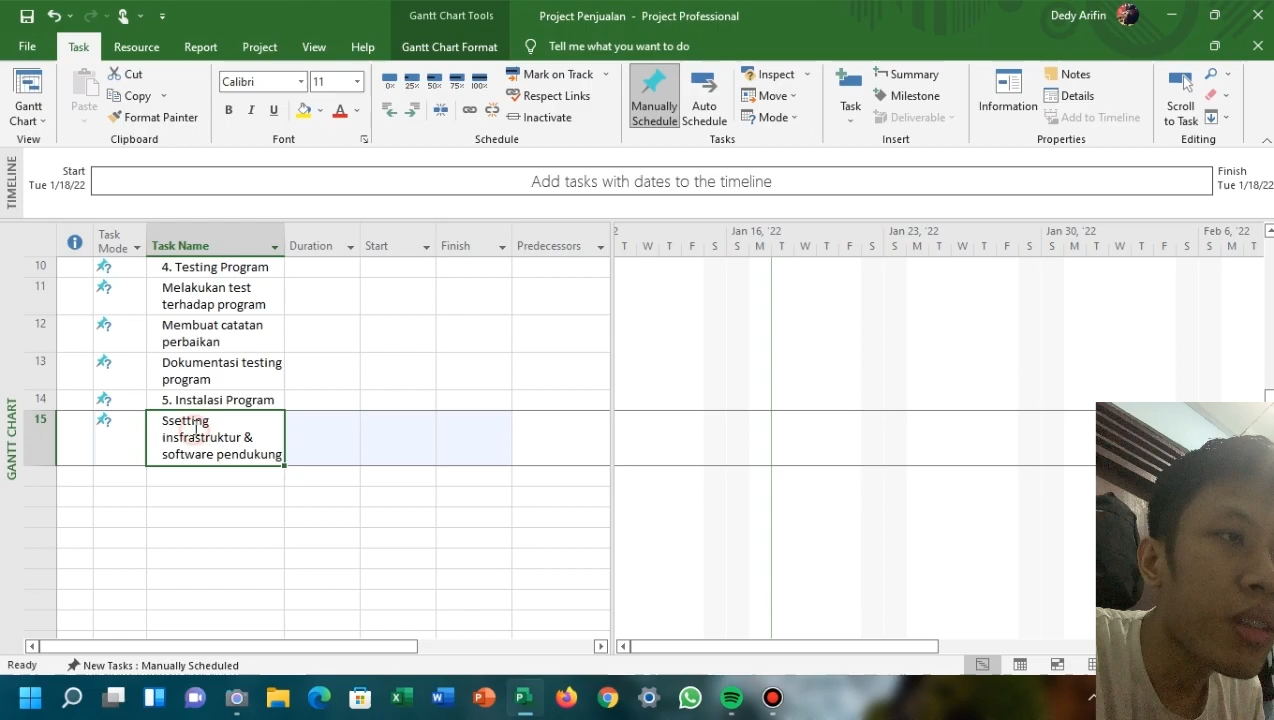 Gantt Chart Tools
Project Penjualan - Project Professional
Dedy Arifin
File Task Resource Report Project View Help Gantt Chart Format Tell me what you want to do
Gantt Chart
View
Paste
Cut
Copy
Format Painter
Clipboard
Calibri 11
B I U A
Font
0% 25% 50% 75% 100%
Mark on Track
Respect Links
Inactivate
Schedule
Manually Schedule
Auto Schedule
Inspect
Move
Mode
Tasks
Task
Summary
Milestone
Deliverable
Insert
Information
Notes
Details
Add to Timeline
Properties
Scroll to Task
Editing
TIMELINE
Start
Tue 1/18/22
Add tasks with dates to the timeline
Finish
Tue 1/18/22
Task Mode Task Name Duration Start Finish Predecessors
2 Jan 16, '22 Jan 23, '22 Jan 30, '22 Feb 6, '22
T W T F S S M T W T F S S M T W T F S S M T W T F S S M T
GANTT CHART
10 4. Testing Program
11 Melakukan test
terhadap program
12 Membuat catatan
perbaikan
13 Dokumentasi testing
program
14 5. Instalasi Program
15 Ssetting
insfrastruktur &
software pendukung
Ready New Tasks : Manually Scheduled